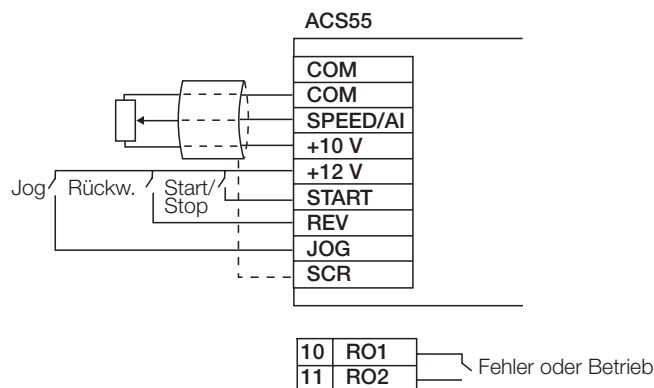 ACS55
COM
COM
SPEED/AI
+10 V
+12 V
Jog Rückw. Start/
Stop
START
REV
JOG
SCR
10 RO1
11 RO2
Fehler oder Betrieb